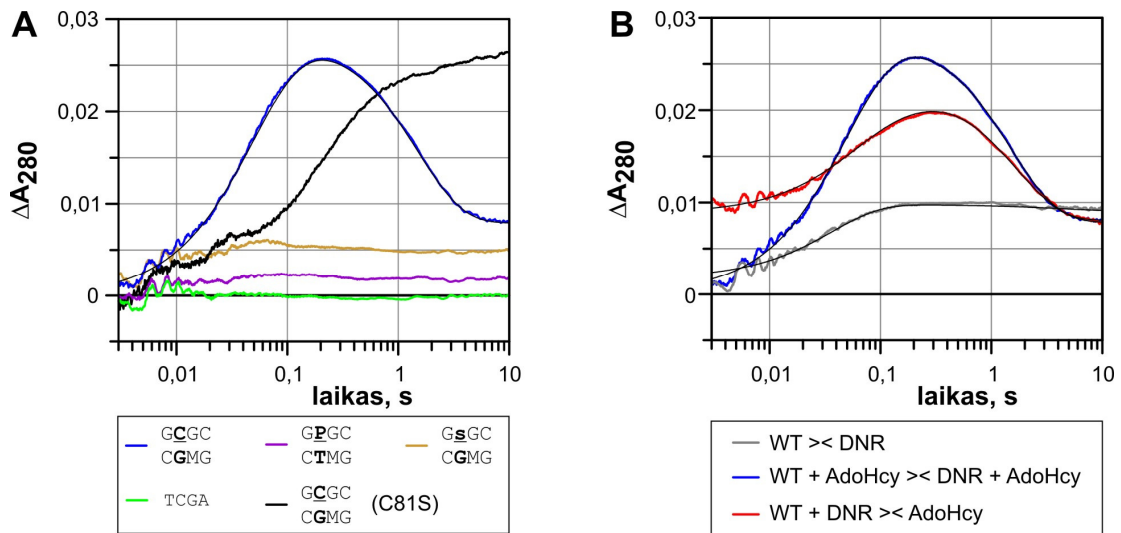 A
0,03
0,02
0,01
0
ΔA280
0,01 0,1 1 10
laikas, s
GCGC
CGMG
GPGC
CTMG
GsGC
CGMG
TCGA
GCGC
CGMG
(C81S)
B
0,03
0,02
0,01
0
ΔA280
0,01 0,1 1 10
laikas, s
WT >< DNR
WT + AdoHcy >< DNR + AdoHcy
WT + DNR >< AdoHcy